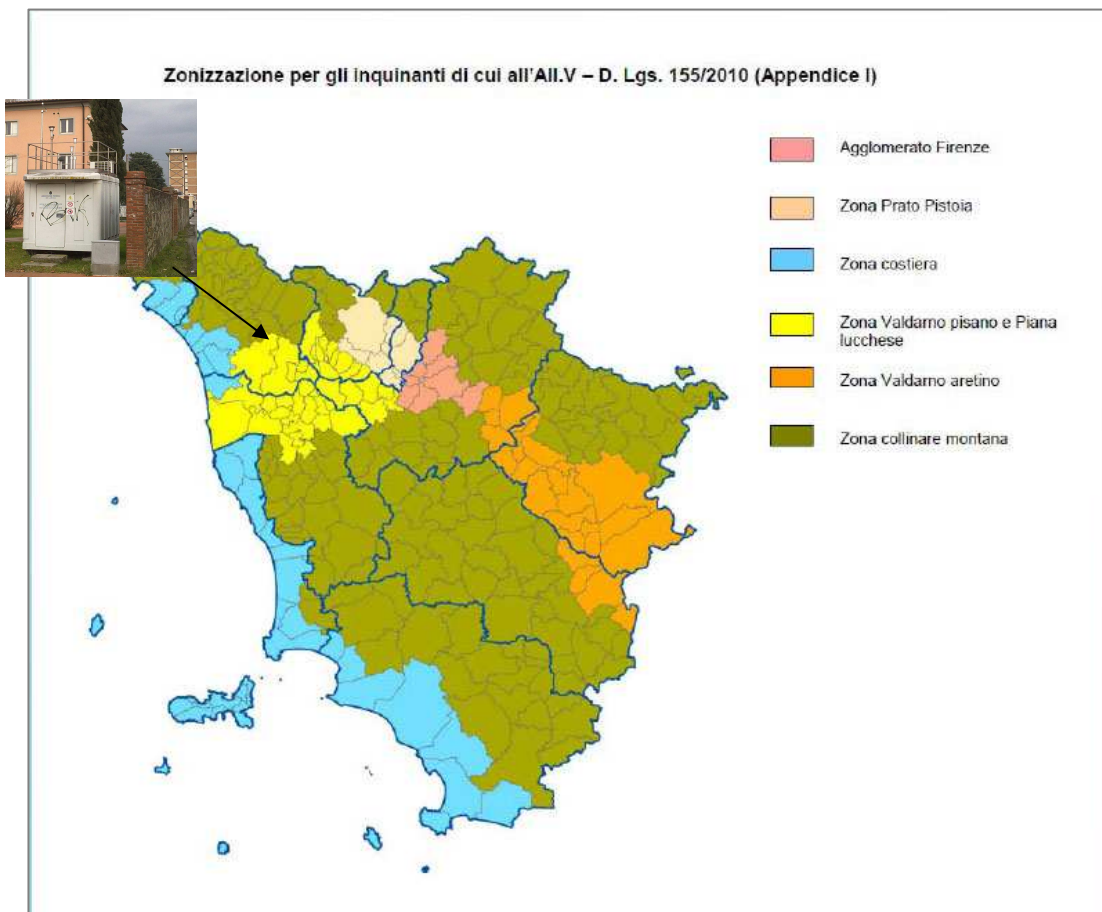 Zonizzazione per gli inquinanti di cui all'All.V – D. Lgs. 155/2010 (Appendice I)
Agglomerato Firenze
Zona Prato Pistoia
Zona costiera
Zona Valdarno pisano e Piana
lucchese
Zona Valdarno aretino
Zona collinare montana